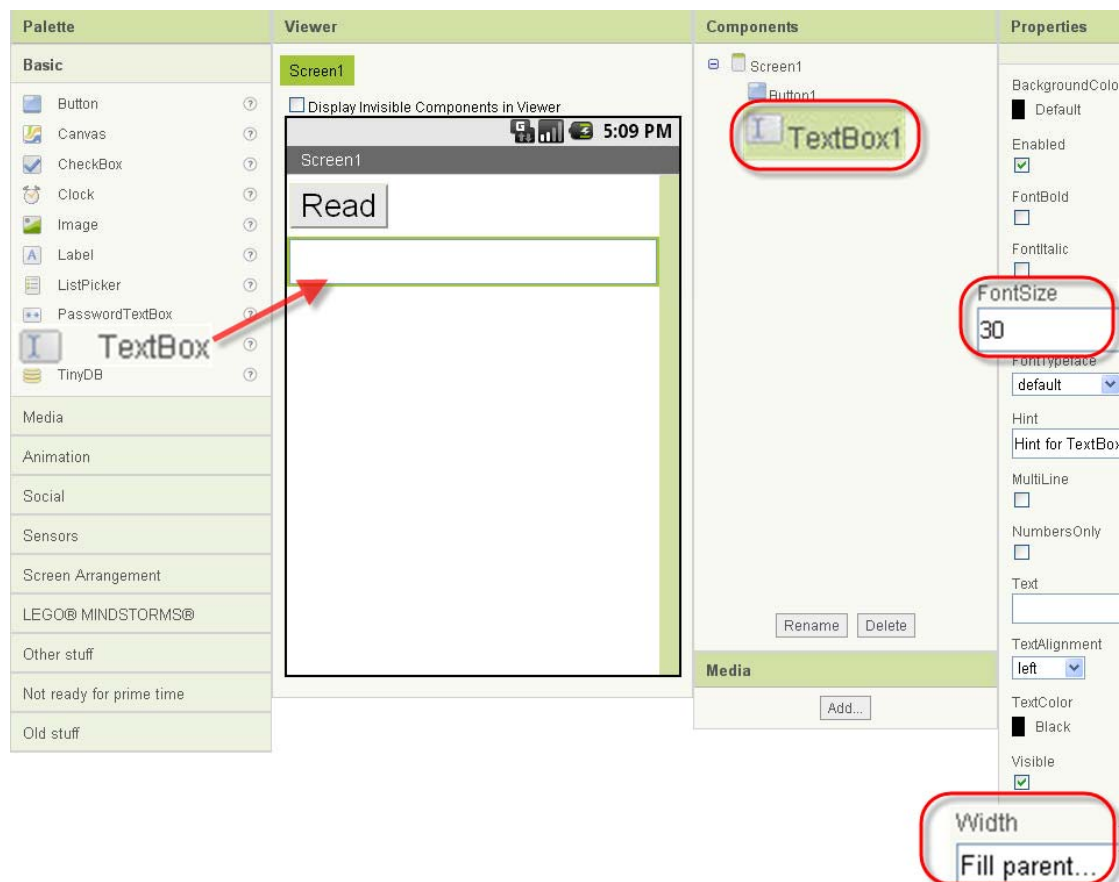 Palette
Basic
Button
Canvas
CheckBox
Clock
Image
Label
ListPicker
PasswordTextBox
TextBox
TinyDB
Media
Animation
Social
Sensors
Screen Arrangement
LEGO® MINDSTORMS®
Other stuff
Not ready for prime time
Old stuff
Viewer
Screen1
Display Invisible Components in Viewer
5:09 PM
Screen1
Read
Components
Screen1
Button1
TextBox1
Rename Delete
Media
Add...
Properties
BackgroundColo
Default
Enabled
FontBold
FontItalic
FontSize
30
FontTypeface
default
Hint
Hint for TextBox
MultiLine
NumbersOnly
Text
TextAlignment
left
TextColor
Black
Visible
Width
Fill parent...